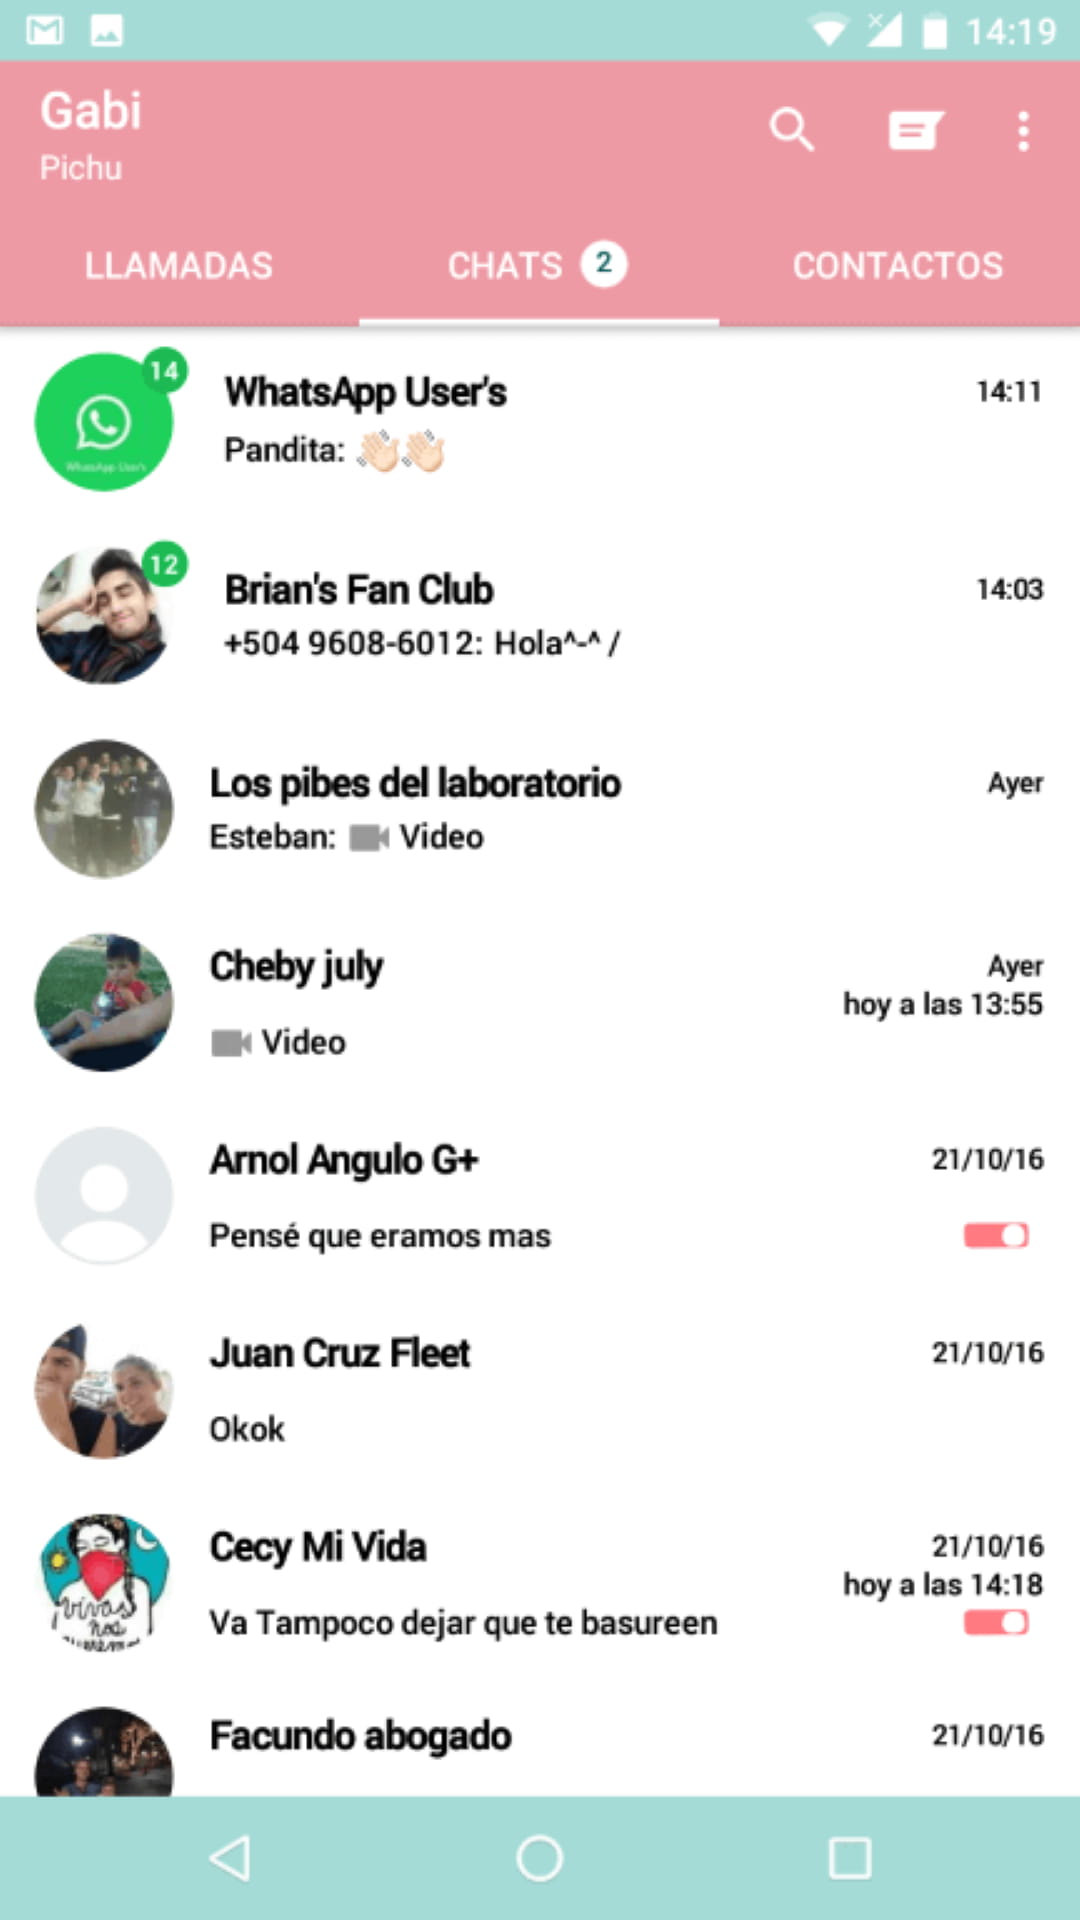 14:19
Gabi
Pichu
LLAMADAS
CHATS 2
CONTACTOS
14
WhatsApp User's
WhatsApp User's
14:11
Pandita: 👋🏻👋🏻
12
Brian's Fan Club
14:03
+504 9608-6012: Hola^-^ /
Los pibes del laboratorio
Ayer
Esteban: Video
Cheby july
Ayer
hoy a las 13:55
Video
Arnol Angulo G+
21/10/16
Pensé que eramos mas
Juan Cruz Fleet
21/10/16
Okok
Cecy Mi Vida
21/10/16
hoy a las 14:18
Va Tampoco dejar que te basureen
¡vivas
nos
Facundo abogado
21/10/16